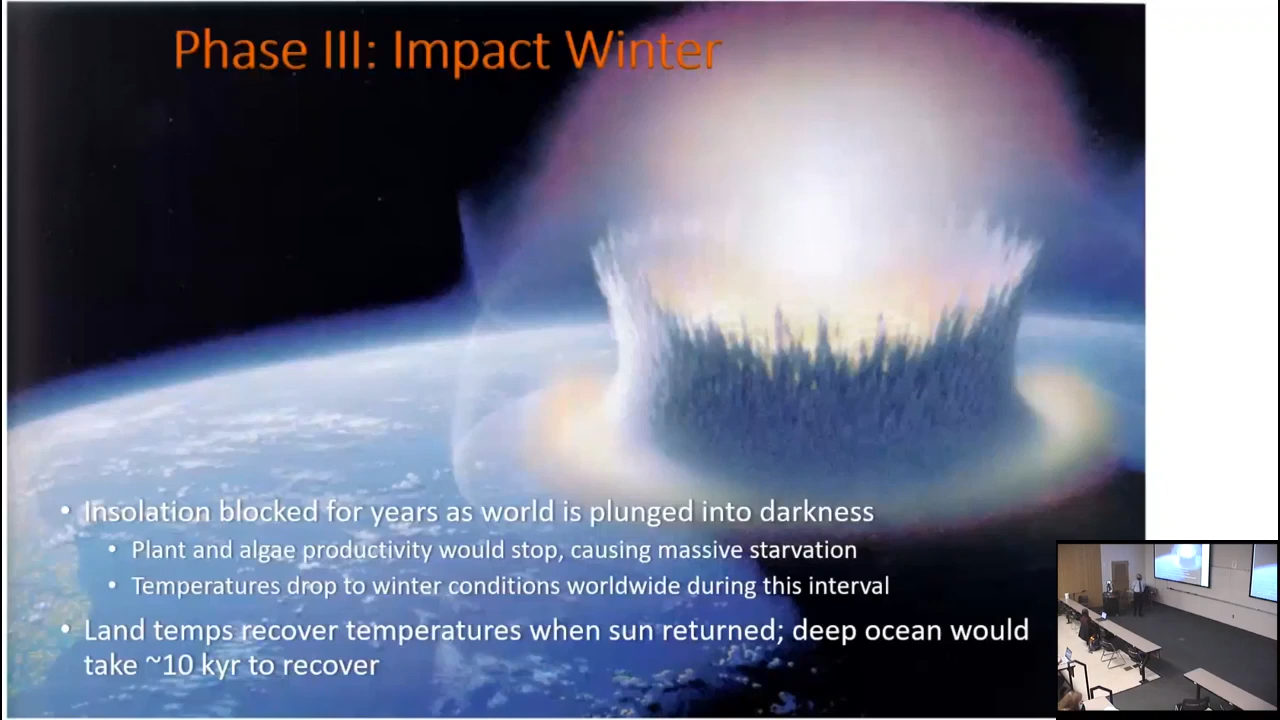 Phase III: Impact Winter
• Insolation blocked for years as world is plunged into darkness
• Plant and algae productivity would stop, causing massive starvation
• Temperatures drop to winter conditions worldwide during this interval
• Land temps recover temperatures when sun returned; deep ocean would
take ~10 kyr to recover